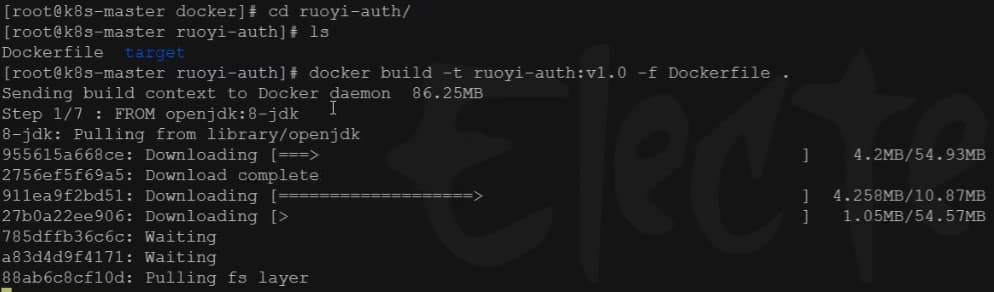 [root@k8s-master docker]# cd ruoyi-auth/
[root@k8s-master ruoyi-auth]# ls
Dockerfile  target
[root@k8s-master ruoyi-auth]# docker build -t ruoyi-auth:v1.0 -f Dockerfile .
Sending build context to Docker daemon  86.25MB
Step 1/7 : FROM openjdk:8-jdk
8-jdk: Pulling from library/openjdk
955615a668ce: Downloading [===>                                               ]    4.2MB/54.93MB
2756ef5f69a5: Download complete
911ea9f2bd51: Downloading [===================>                               ]  4.258MB/10.87MB
27b0a22ee906: Downloading [>                                                  ]   1.05MB/54.57MB
785dffb36c6c: Waiting
a83d4d9f4171: Waiting
88ab6c8cf10d: Pulling fs layer
Electe